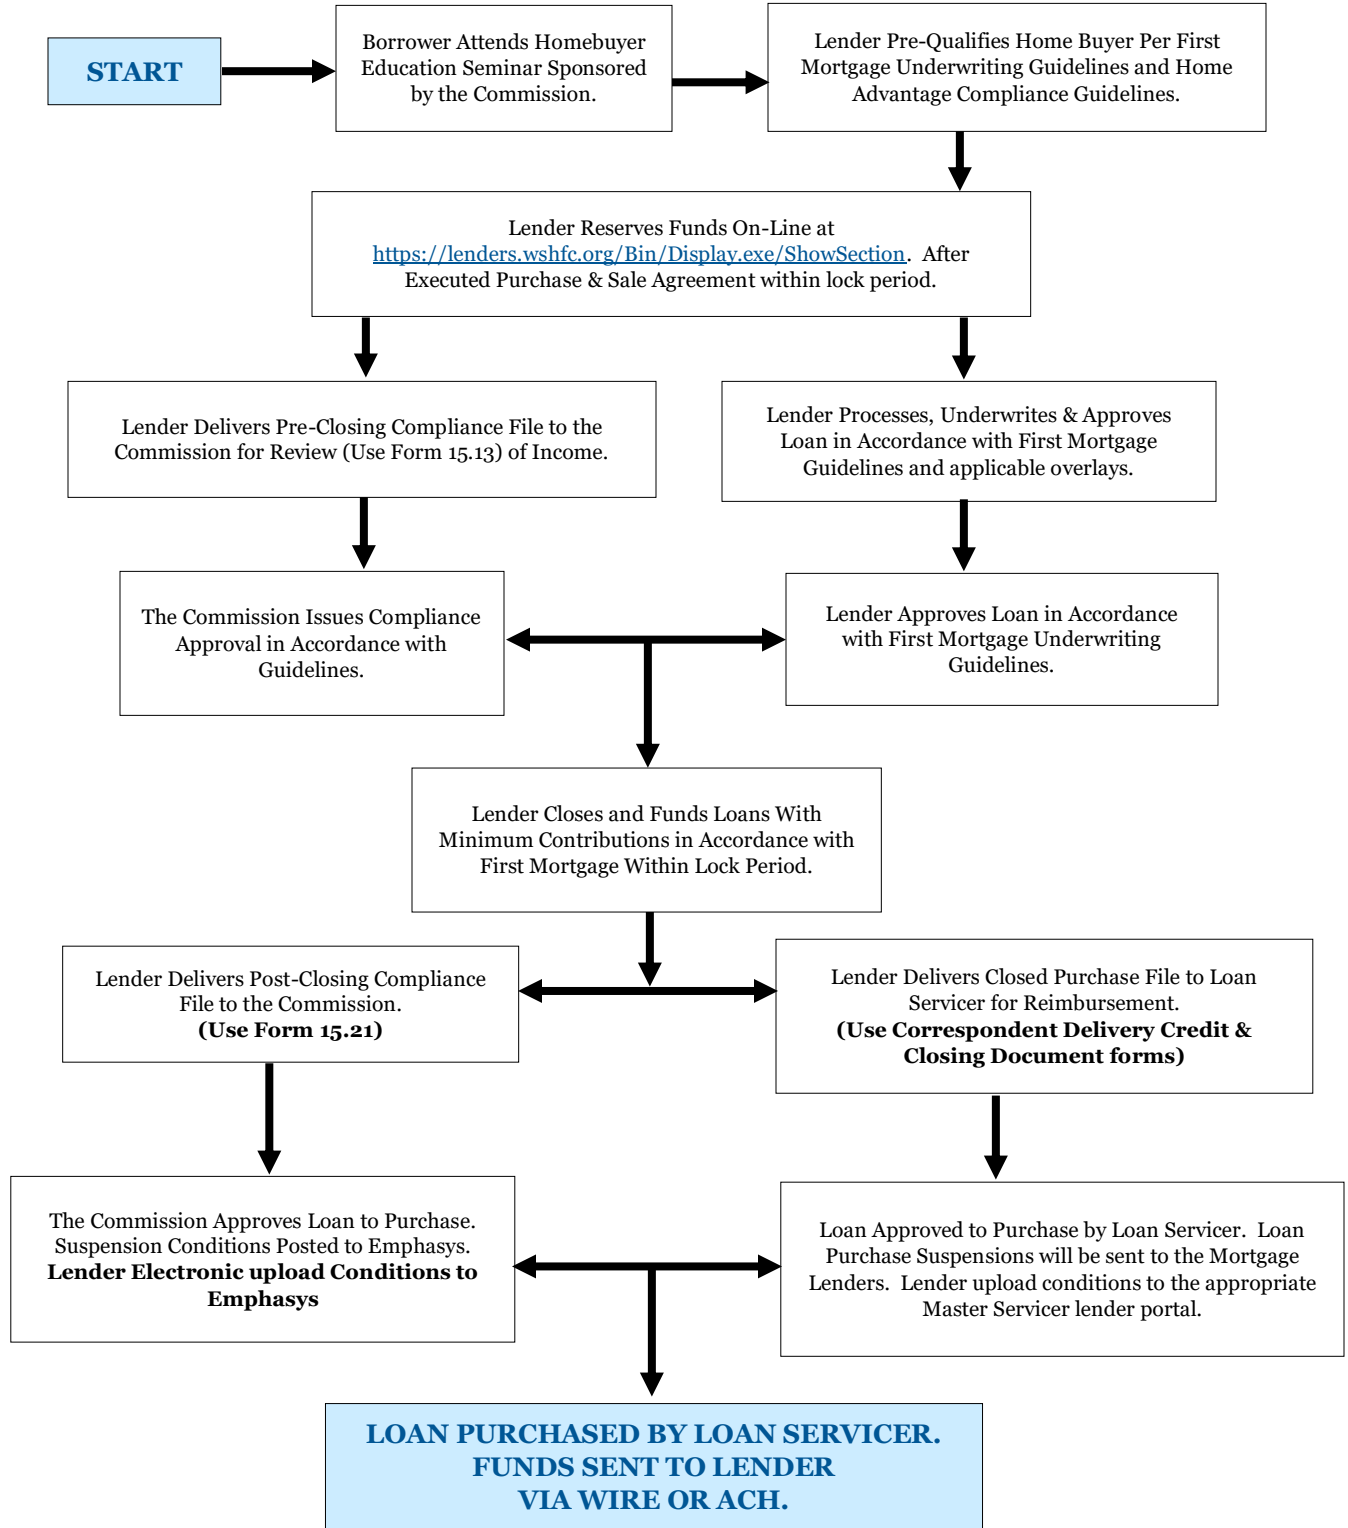 START
Borrower Attends Homebuyer
Education Seminar Sponsored
by the Commission.
Lender Pre-Qualifies Home Buyer Per First
Mortgage Underwriting Guidelines and Home
Advantage Compliance Guidelines.
Lender Reserves Funds On-Line at
https://lenders.wshfc.org/Bin/Display.exe/ShowSection.  After
Executed Purchase & Sale Agreement within lock period.
Lender Delivers Pre-Closing Compliance File to the
Commission for Review (Use Form 15.13) of Income.
Lender Processes, Underwrites & Approves
Loan in Accordance with First Mortgage
Guidelines and applicable overlays.
The Commission Issues Compliance
Approval in Accordance with
Guidelines.
Lender Approves Loan in Accordance
with First Mortgage Underwriting
Guidelines.
Lender Closes and Funds Loans With
Minimum Contributions in Accordance with
First Mortgage Within Lock Period.
Lender Delivers Post-Closing Compliance
File to the Commission.
(Use Form 15.21)
Lender Delivers Closed Purchase File to Loan
Servicer for Reimbursement.
(Use Correspondent Delivery Credit &
Closing Document forms)
The Commission Approves Loan to Purchase.
Suspension Conditions Posted to Emphasys.
Lender Electronic upload Conditions to
Emphasys
Loan Approved to Purchase by Loan Servicer.  Loan
Purchase Suspensions will be sent to the Mortgage
Lenders.  Lender upload conditions to the appropriate
Master Servicer lender portal.
LOAN PURCHASED BY LOAN SERVICER.
FUNDS SENT TO LENDER
VIA WIRE OR ACH.